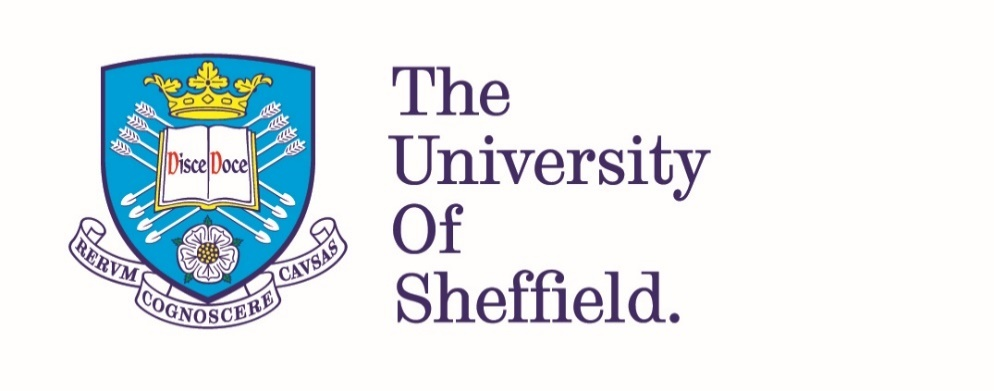 Disce Doce
RERVM
COGNOSCERE
CAVSAS
The
University
Of
Sheffield.